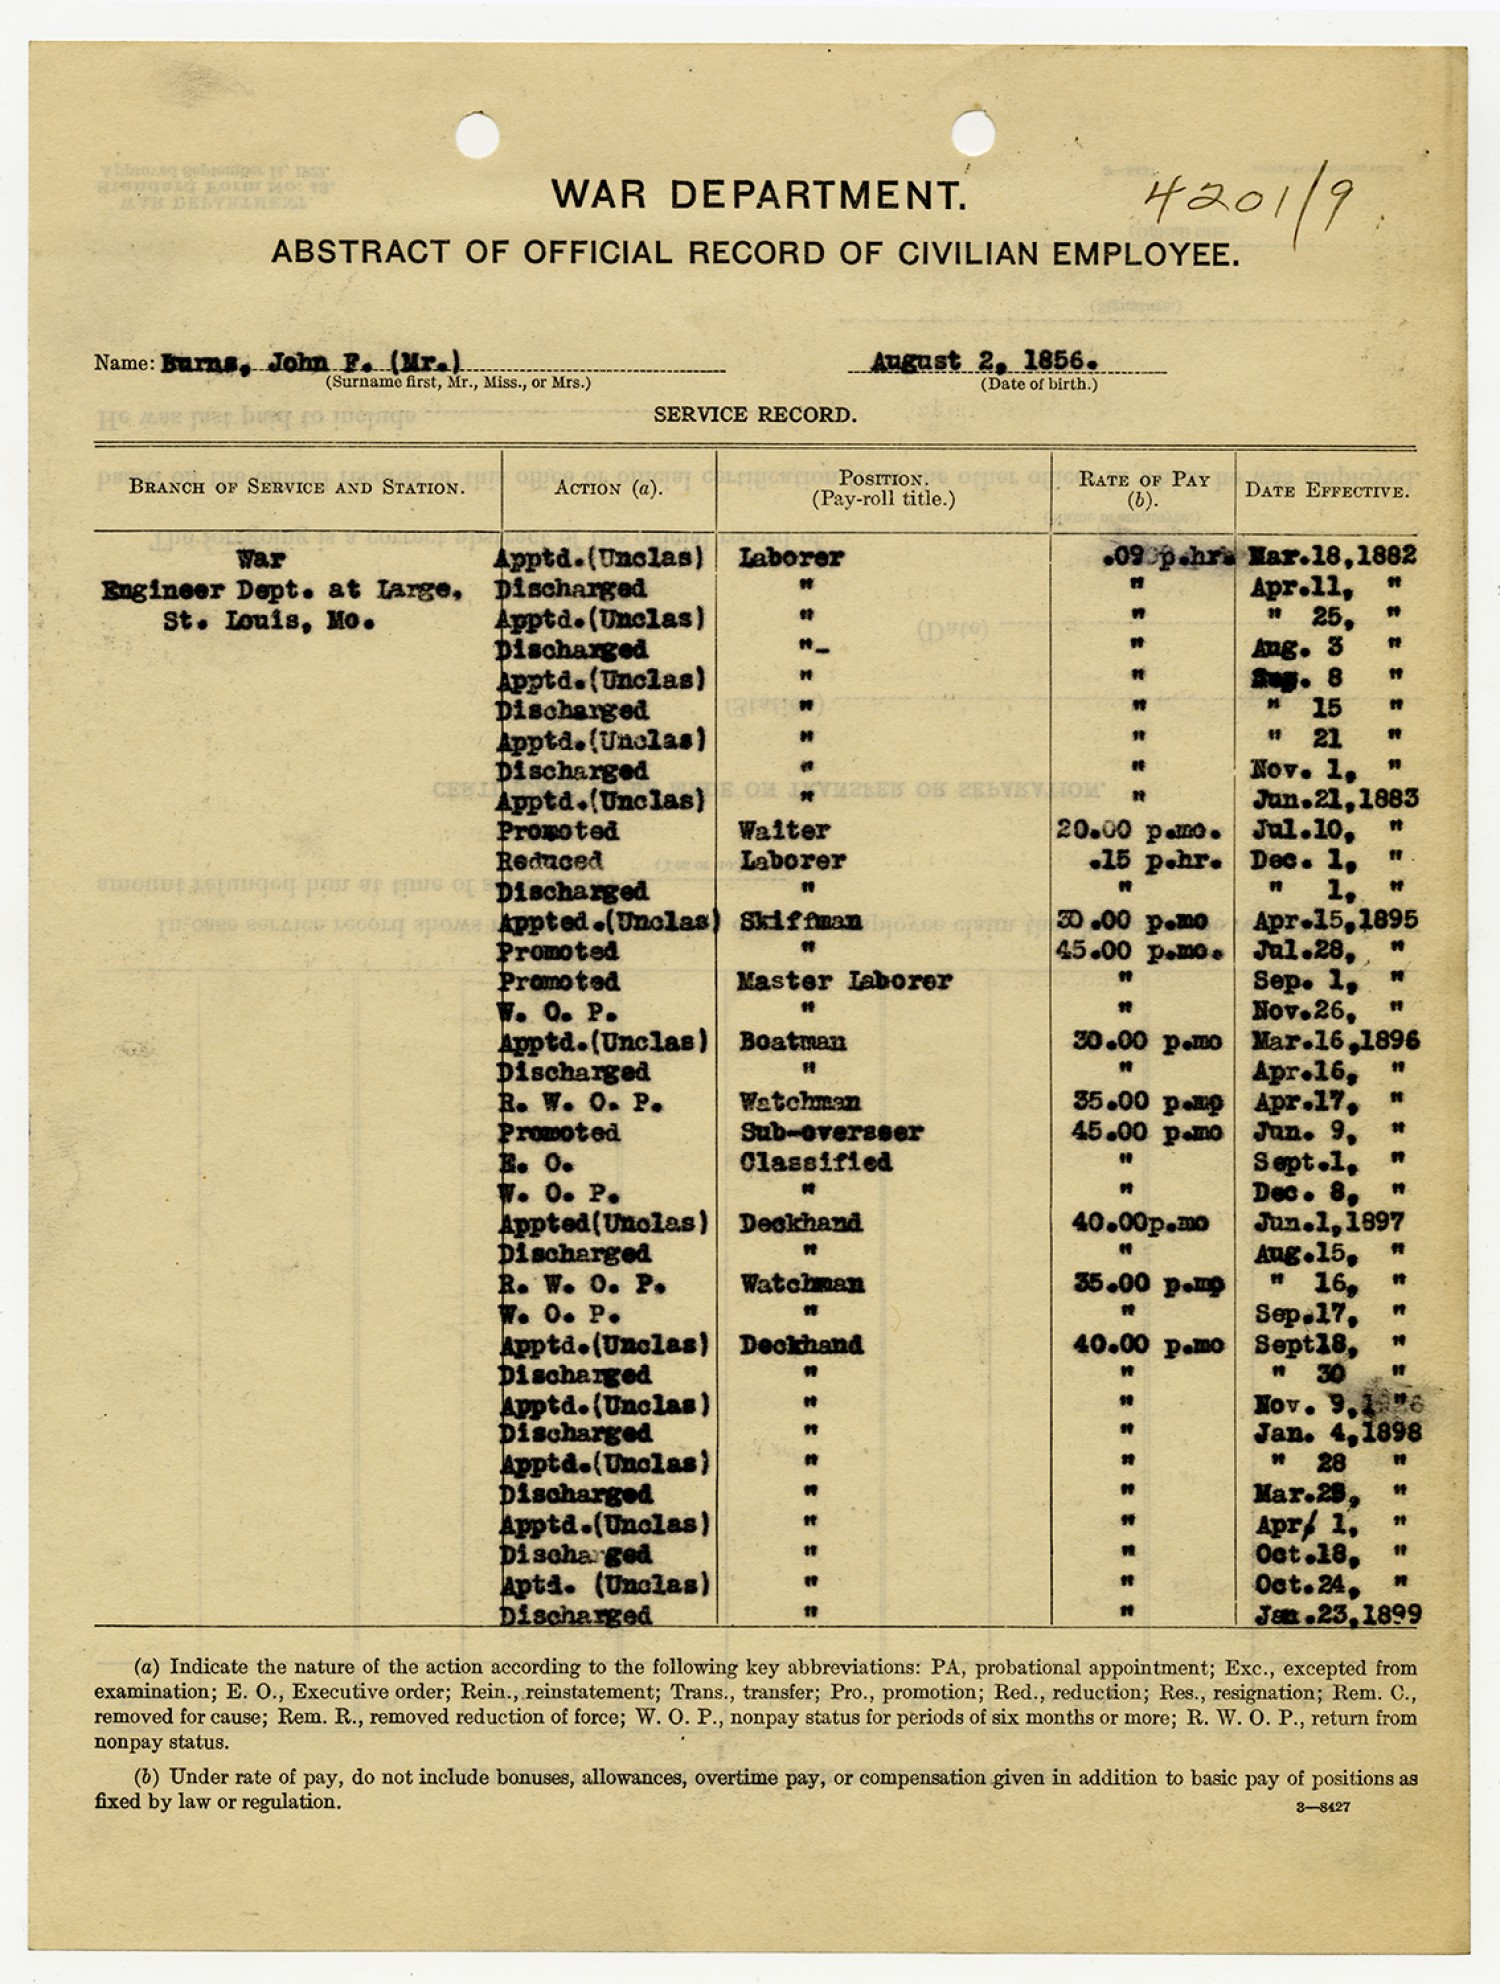 WAR DEPARTMENT.
4201/9
ABSTRACT OF OFFICIAL RECORD OF CIVILIAN EMPLOYEE.
Name: Burns, John F. (Mr.) August 2, 1856.
(Surname first, Mr., Miss., or Mrs.) (Date of birth.)
SERVICE RECORD.
BRANCH OF SERVICE AND STATION. ACTION (a). POSITION. (Pay-roll title.) RATE OF PAY (b). DATE EFFECTIVE.
War Apptd.(Unclas) Laborer .09 p.hr. Mar.18,1882
Engineer Dept. at Large, Discharged " " Apr.11, "
St. Louis, Mo. Apptd.(Unclas) " " " 25, "
Discharged "- " Aug. 3 "
Apptd.(Unclas) " " 8 "
Discharged " " " 15 "
Apptd.(Unclas) " " " 21 "
Discharged " " Nov. 1, "
Apptd.(Unclas) " " Jun.21,1883
Promoted Waiter 20.00 p.mo. Jul.10, "
Reduced Laborer .15 p.hr. Dec. 1, "
Discharged " " " 1, "
Appted.(Unclas) Skiffman 30.00 p.mo Apr.15,1895
Promoted " 45.00 p.mo. Jul.28, "
Promoted Master Laborer " Sep. 1, "
W. O. P. " " Nov.26, "
Apptd.(Unclas) Boatman 30.00 p.mo Mar.16,1896
Discharged " " Apr.16, "
R. W. O. P. Watchman 35.00 p.mo Apr.17, "
Promoted Sub-overseer 45.00 p.mo Jun. 9, "
E. O. Classified " Sept.1, "
W. O. P. " " Dec. 8, "
Appted(Unclas) Deckhand 40.00p.mo Jun.1,1897
Discharged " " Aug.15, "
R. W. O. P. Watchman 35.00 p.mo " 16, "
W. O. P. " " Sep.17, "
Apptd.(Unclas) Deckhand 40.00 p.mo Sept18, "
Discharged " " " 30 "
Apptd.(Unclas) " " Nov. 9, "
Discharged " " Jan. 4,1898
Apptd.(Unclas) " " " 28 "
Discharged " " Mar. "
Apptd.(Unclas) " " Apr/ 1, "
Discharged " " Oct.18, "
Aptd. (Unclas) " " Oct.24, "
Discharged " " Jan.23,1899
(a) Indicate the nature of the action according to the following key abbreviations: PA, probational appointment; Exc., excepted from
examination; E. O., Executive order; Rein., reinstatement; Trans., transfer; Pro., promotion; Red., reduction; Res., resignation; Rem. C.,
removed for cause; Rem. R., removed reduction of force; W. O. P., nonpay status for periods of six months or more; R. W. O. P., return from
nonpay status.
(b) Under rate of pay, do not include bonuses, allowances, overtime pay, or compensation given in addition to basic pay of positions as
fixed by law or regulation.
3—8427